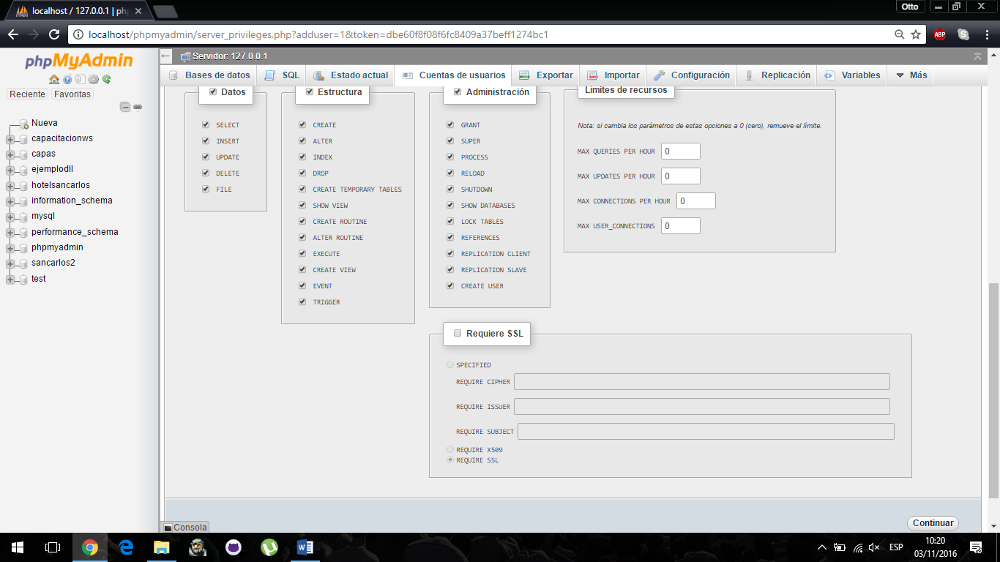 localhost / 127.0.0.1 | ph
Otto
localhost/phpmyadmin/server_privileges.php?adduser=1&token=dbe60f8f08f6fc8409a37beff1274bc1
ABP
phpMyAdmin
Reciente
Favoritas
Nueva
capacitacionws
capas
ejemplodll
hotelsancarlos
information_schema
mysql
performance_schema
phpmyadmin
sancarlos2
test
Servidor: 127.0.0.1
Bases de datos
SQL
Estado actual
Cuentas de usuarios
Exportar
Importar
Configuración
Replicación
Variables
Más
Datos
SELECT
INSERT
UPDATE
DELETE
FILE
Estructura
CREATE
ALTER
INDEX
DROP
CREATE TEMPORARY TABLES
SHOW VIEW
CREATE ROUTINE
ALTER ROUTINE
EXECUTE
CREATE VIEW
EVENT
TRIGGER
Administración
GRANT
SUPER
PROCESS
RELOAD
SHUTDOWN
SHOW DATABASES
LOCK TABLES
REFERENCES
REPLICATION CLIENT
REPLICATION SLAVE
CREATE USER
Límites de recursos
Nota: si cambia los parámetros de estas opciones a 0 (cero), remueve el límite.
MAX QUERIES PER HOUR 0
MAX UPDATES PER HOUR 0
MAX CONNECTIONS PER HOUR 0
MAX USER_CONNECTIONS 0
Requiere SSL
SPECIFIED
REQUIRE CIPHER
REQUIRE ISSUER
REQUIRE SUBJECT
REQUIRE X509
REQUIRE SSL
Continuar
Consola
ESP
10:20
03/11/2016